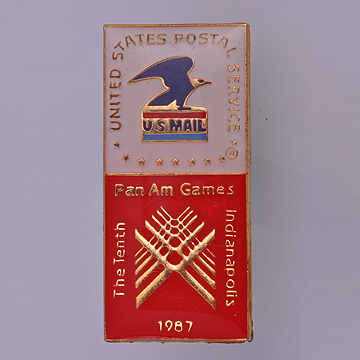 UNITED STATES POSTAL SERVICE ®
U.S. MAIL
Pan Am Games
The Tenth
Indianapolis
1987